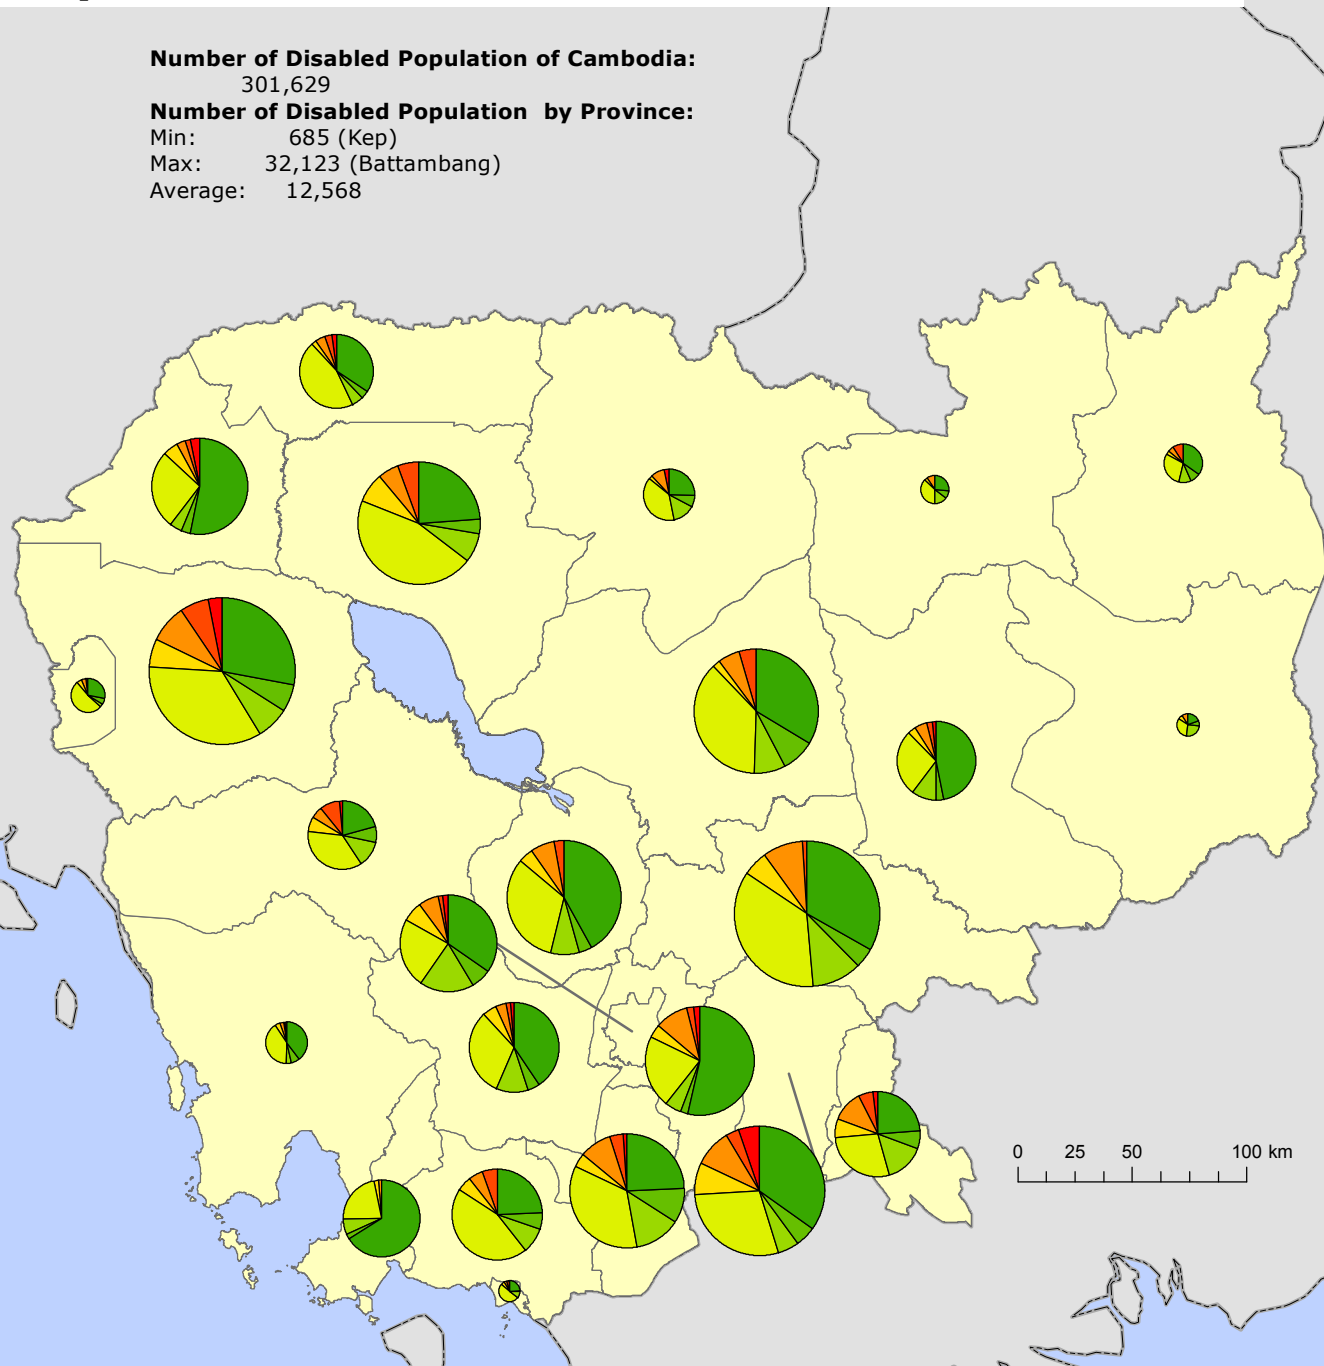 Number of Disabled Population of Cambodia:
301,629
Number of Disabled Population by Province:
Min: 685 (Kep)
Max: 32,123 (Battambang)
Average: 12,568
0 25 50 100 km